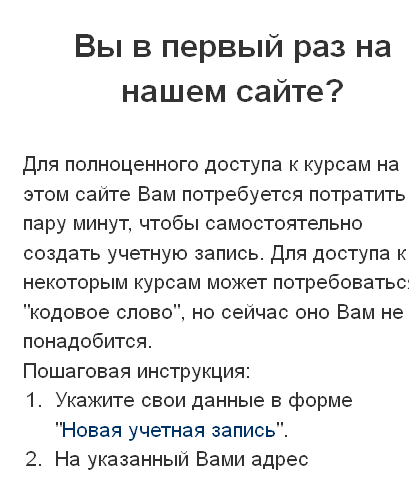 Вы в первый раз на
нашем сайте?
Для полноценного доступа к курсам на
этом сайте Вам потребуется потратить
пару минут, чтобы самостоятельно
создать учетную запись. Для доступа к
некоторым курсам может потребоваться
"кодовое слово", но сейчас оно Вам не
понадобится.
Пошаговая инструкция:
1. Укажите свои данные в форме
"Новая учетная запись".
2. На указанный Вами адрес